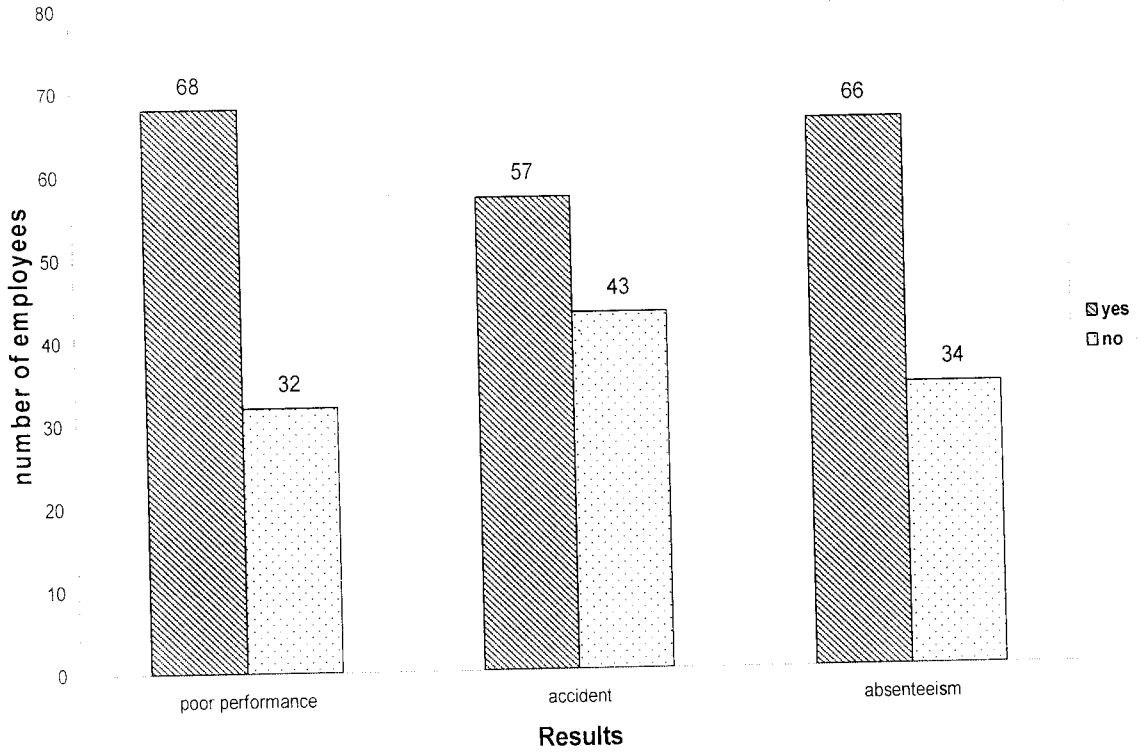 80
70
60
50
40
30
20
10
0
number of employees
68
32
57
43
66
34
poor performance
accident
absenteeism
Results
yes
no